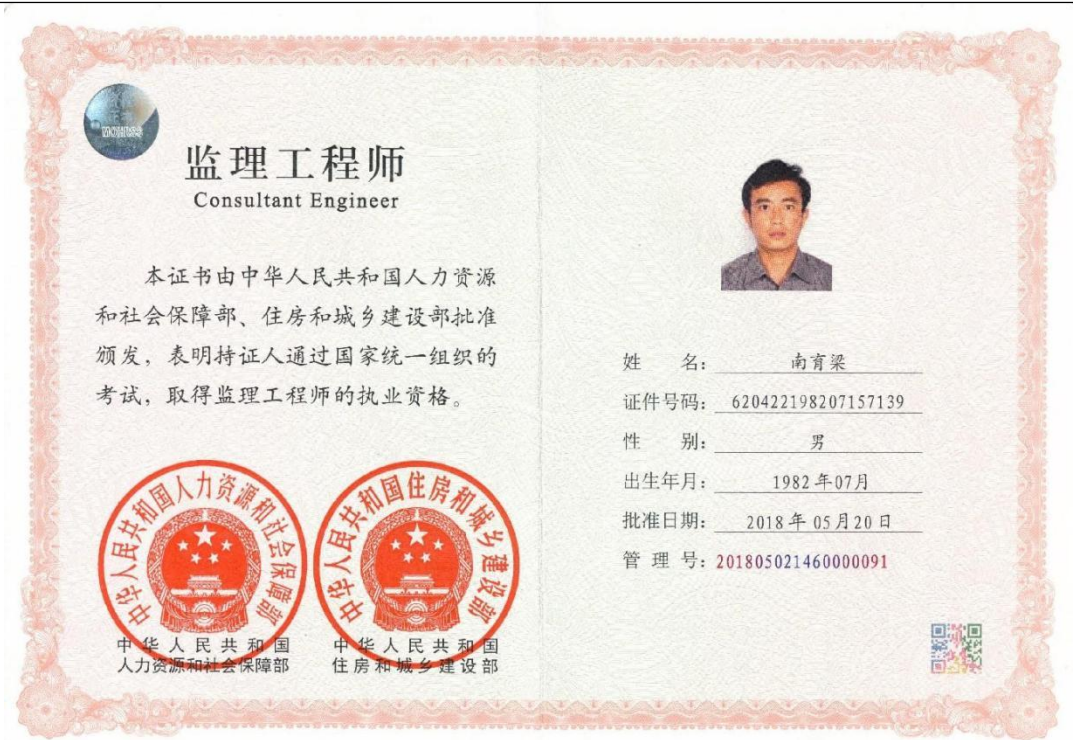 监理工程师
Consultant Engineer
本证书由中华人民共和国人力资源
和社会保障部、住房和城乡建设部批准
颁发，表明持证人通过国家统一组织的
考试，取得监理工程师的执业资格。
中华人民共和国人力资源和社会保障部
中华人民共和国住房和城乡建设部
中华人民共和国
人力资源和社会保障部
中华人民共和国
住房和城乡建设部
姓 名： 南育梁
证件号码： 620422198207157139
性 别： 男
出生年月： 1982年07月
批准日期： 2018年05月20日
管 理 号：201805021460000091